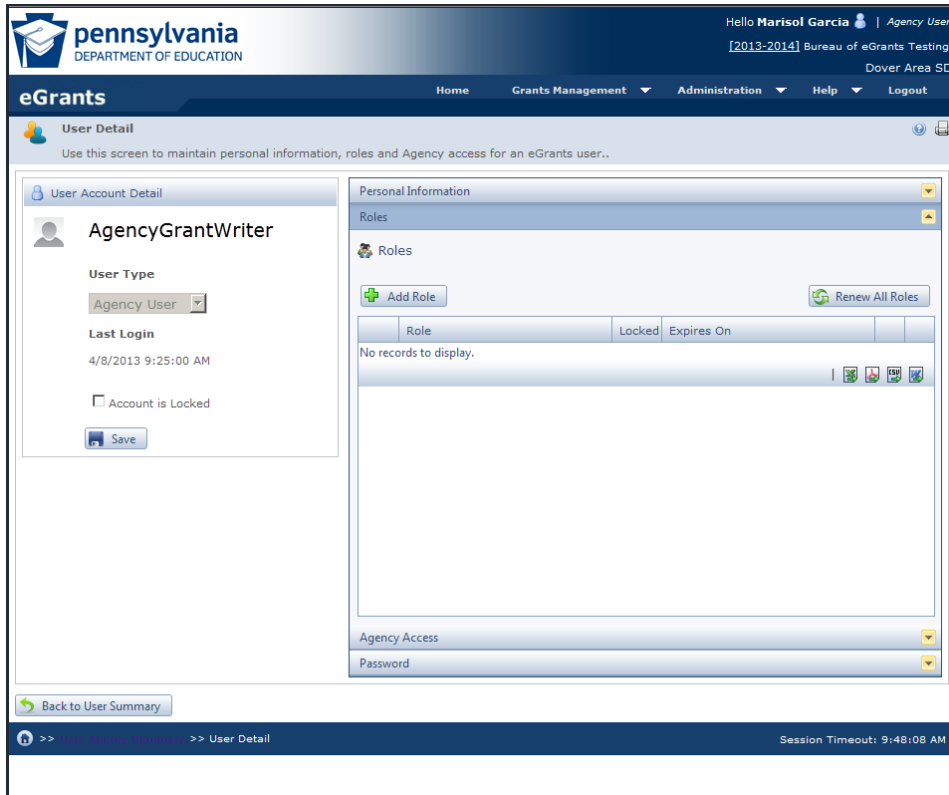 pennsylvania
DEPARTMENT OF EDUCATION
Hello Marisol Garcia | Agency User
[2013-2014] Bureau of eGrants Testing
Dover Area SD
eGrants
Home Grants Management Administration Help Logout
User Detail
Use this screen to maintain personal information, roles and Agency access for an eGrants user..
User Account Detail
AgencyGrantWriter
User Type
Agency User
Last Login
4/8/2013 9:25:00 AM
Account is Locked
Save
Personal Information
Roles
Roles
Add Role
Renew All Roles
Role Locked Expires On
No records to display.
|
CSV
Agency Access
Password
Back to User Summary
>> >> User Detail
Session Timeout: 9:48:08 AM